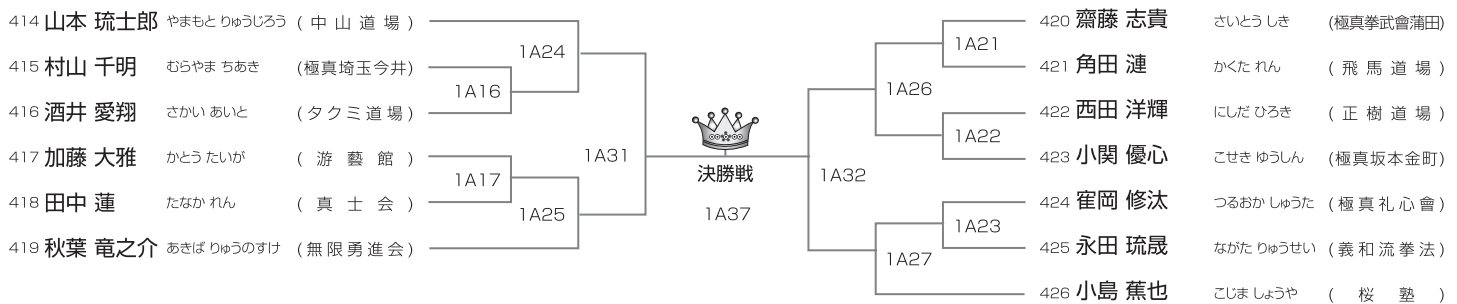 414 山本 琉士郎 やまもと りゅうじろう (中山道場)
1A24
415 村山 千明 むらやま ちあき (極真埼玉今井)
1A16
416 酒井 愛翔 さかい あいと (タクミ道場)
1A31
417 加藤 大雅 かとう たいが (游藝館)
1A17
418 田中 蓮 たなか れん (真士会)
1A25
419 秋葉 竜之介 あきば りゅうのすけ (無限勇進会)
決勝戦
1A37
420 齋藤 志貴 さいとう しき (極真拳武會蒲田)
1A21
421 角田 漣 かくた れん (飛馬道場)
1A26
422 西田 洋輝 にしだ ひろき (正樹道場)
1A22
423 小関 優心 こせき ゆうしん (極真坂本金町)
1A32
424 寉岡 修汰 つるおか しゅうた (極真礼心會)
1A23
425 永田 琉晟 ながた りゅうせい (義和流拳法)
1A27
426 小島 蕉也 こじま しょうや (桜塾)